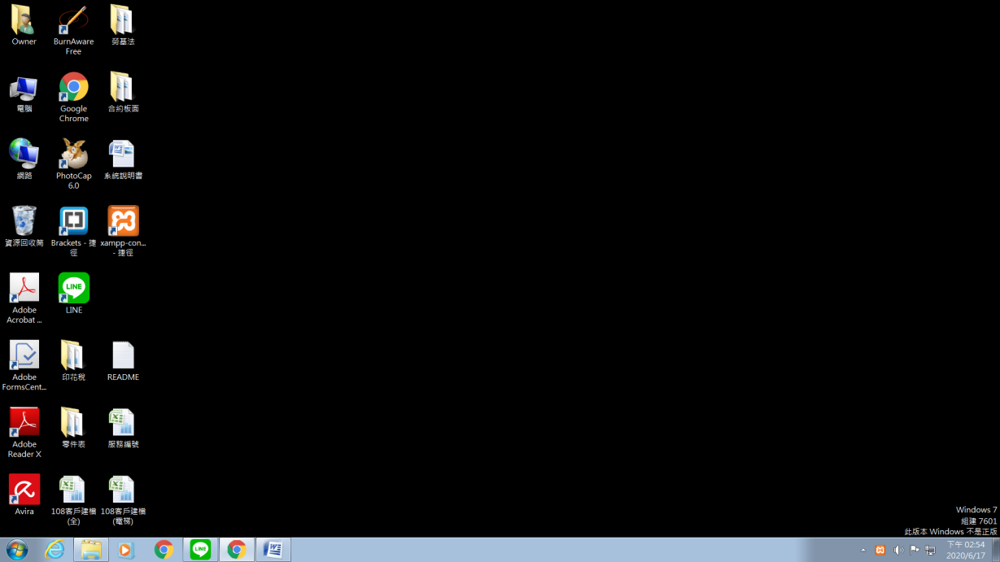 Owner
BurnAware
Free
勞基法
電腦
Google
Chrome
合約板面
網路
PhotoCap
6.0
系統說明書
資源回收筒
Brackets - 捷
徑
xampp-con...
- 捷徑
Adobe
Acrobat ...
LINE
LINE
Adobe
FormsCent...
印花稅
README
Adobe
Reader X
零件表
服務編號
Avira
108客戶建檔
(全)
108客戶建檔
(電梯)
Windows 7
組建 7601
此版本 Windows 不是正版
LINE
下午 02:54
2020/6/17